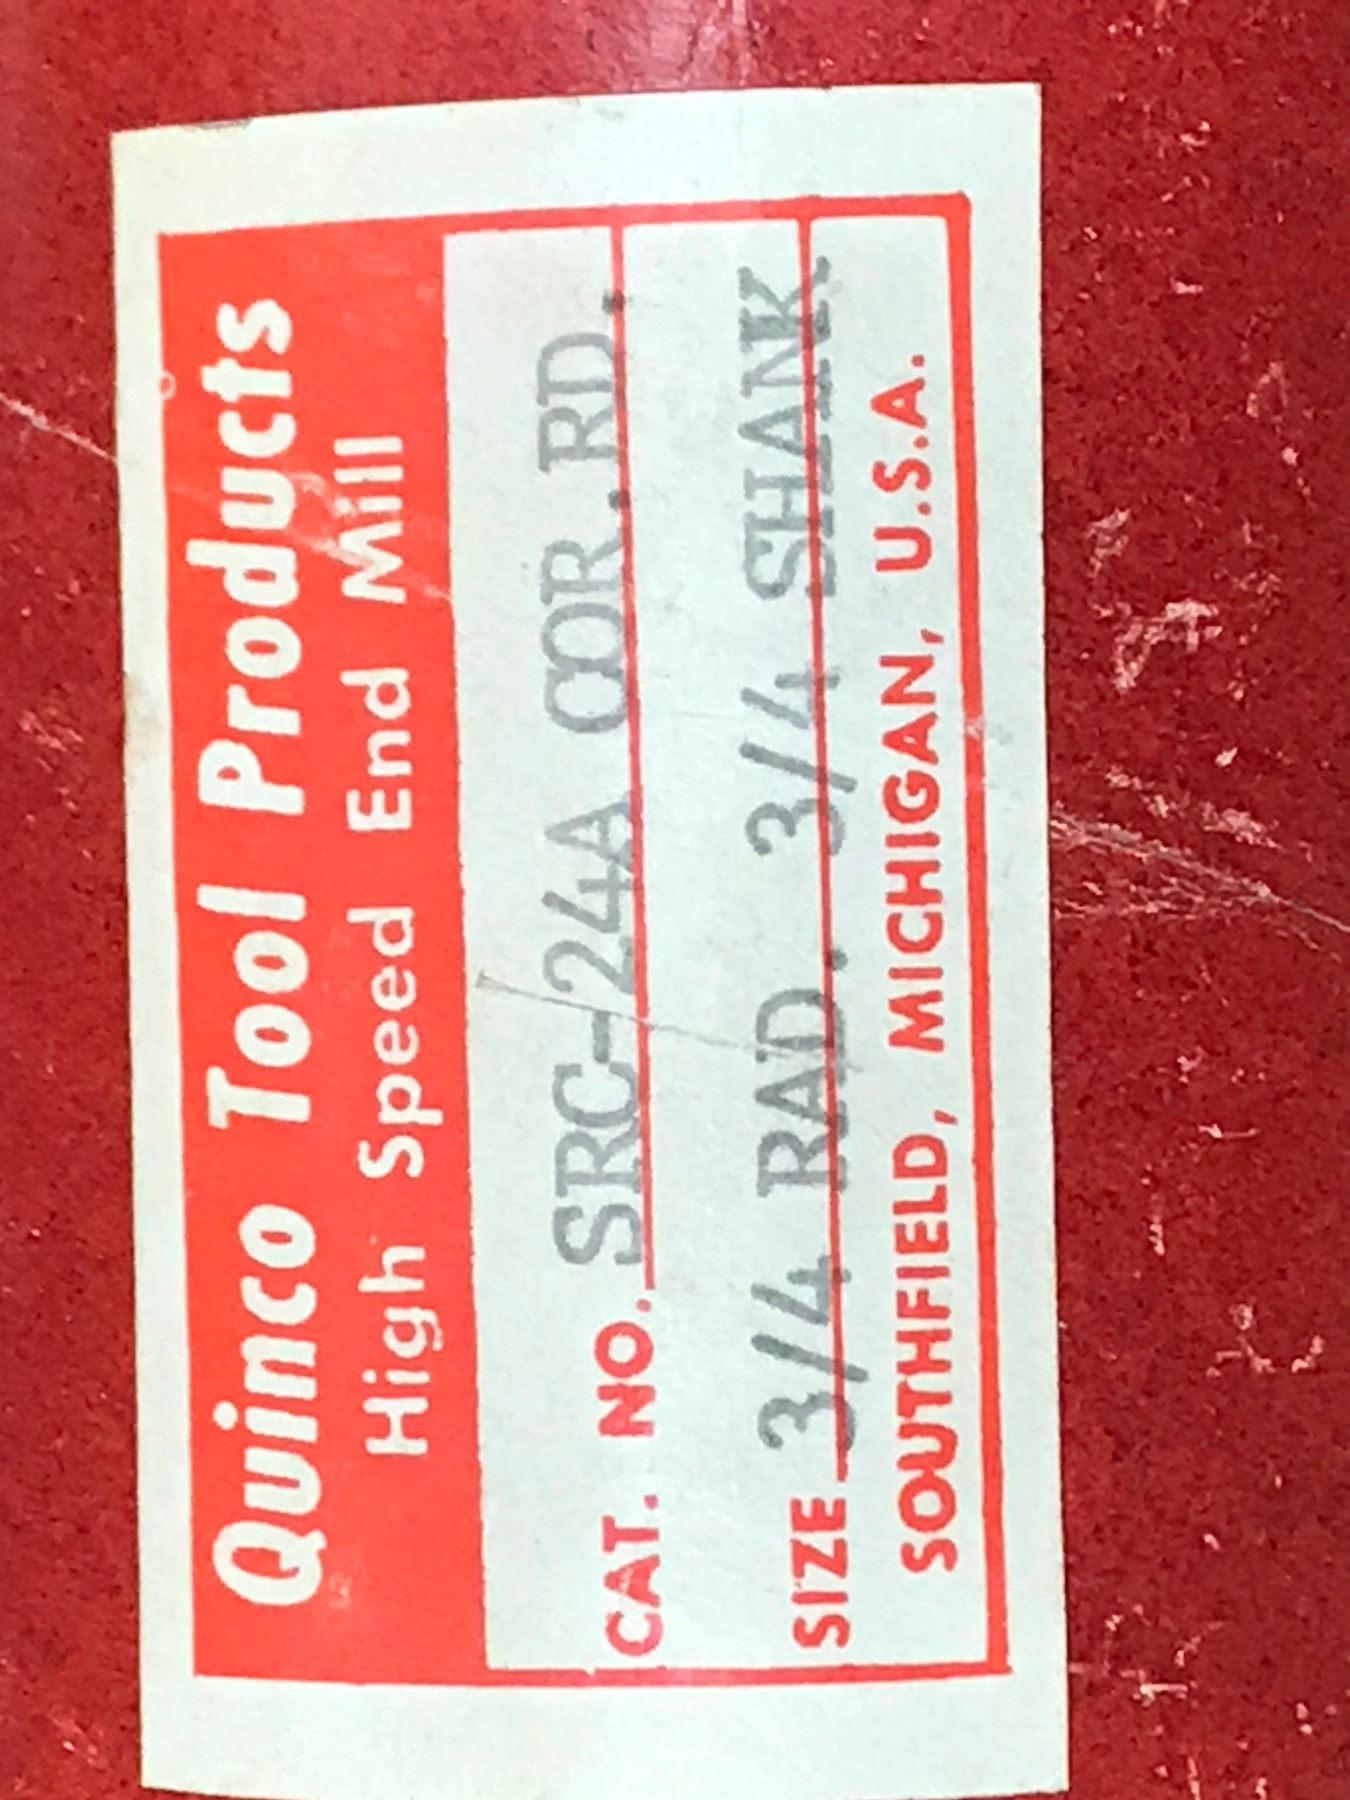 Quinco Tool Products
High Speed End Mill
CAT. NO. SRC-24A COR.RD.
SIZE 3/4 RAD. 3/4 SHANK
SOUTHFIELD, MICHIGAN, U.S.A.